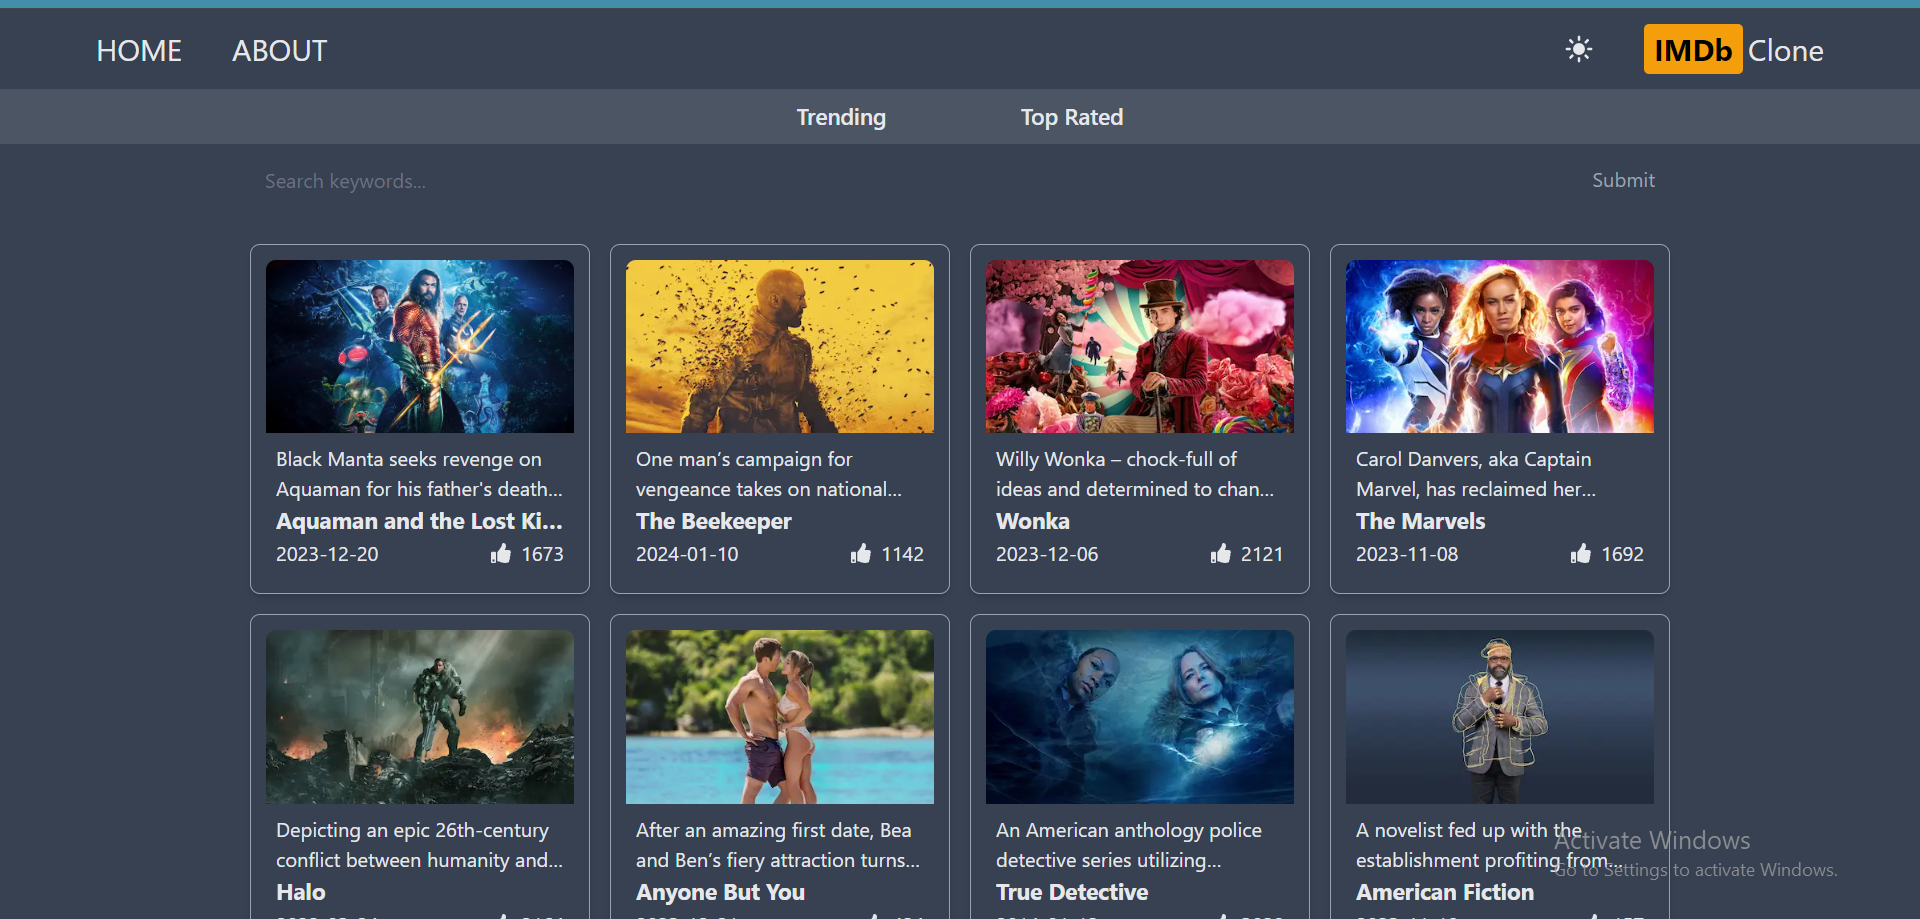 HOME ABOUT IMDb Clone
Trending Top Rated
Search keywords... Submit
Black Manta seeks revenge on
Aquaman for his father's death...
Aquaman and the Lost Ki...
2023-12-20 1673
One man’s campaign for
vengeance takes on national...
The Beekeeper
2024-01-10 1142
Willy Wonka – chock-full of
ideas and determined to chan...
Wonka
2023-12-06 2121
Carol Danvers, aka Captain
Marvel, has reclaimed her...
The Marvels
2023-11-08 1692
Depicting an epic 26th-century
conflict between humanity and...
Halo
After an amazing first date, Bea
and Ben’s fiery attraction turns...
Anyone But You
An American anthology police
detective series utilizing...
True Detective
A novelist fed up with the
establishment profiting from...
American Fiction
Activate Windows
Go to Settings to activate Windows.